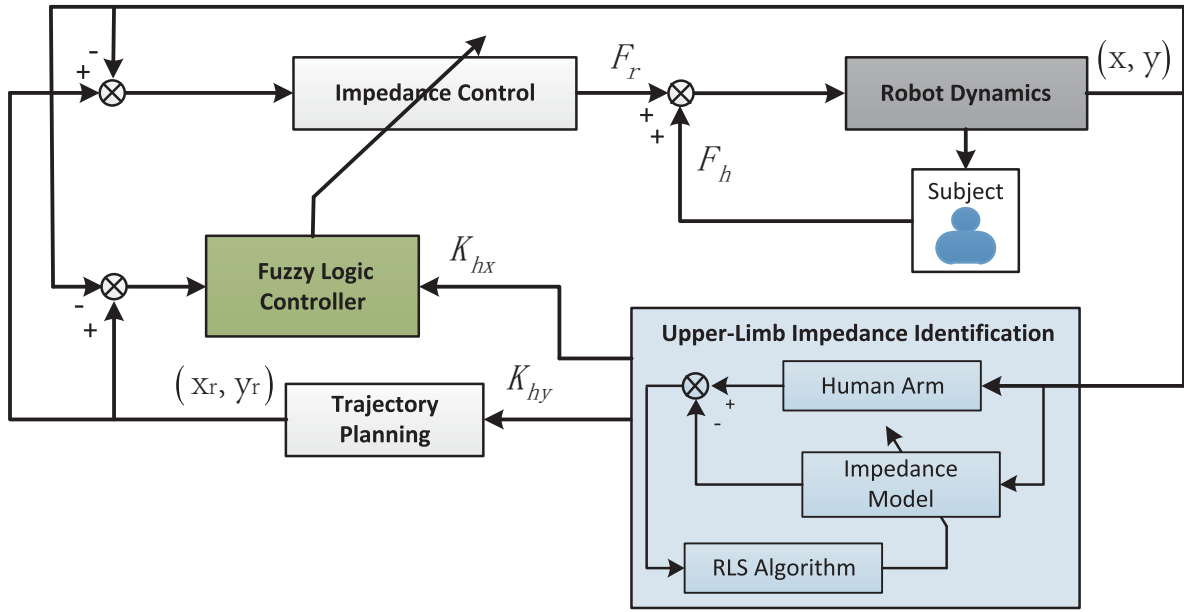 -
+
Impedance Control
F_r
+
+
Robot Dynamics
(x, y)
F_h
Subject
-
+
Fuzzy Logic
Controller
K_hx
Upper-Limb Impedance Identification
(xr, yr)
Trajectory
Planning
K_hy
+
-
Human Arm
Impedance
Model
RLS Algorithm